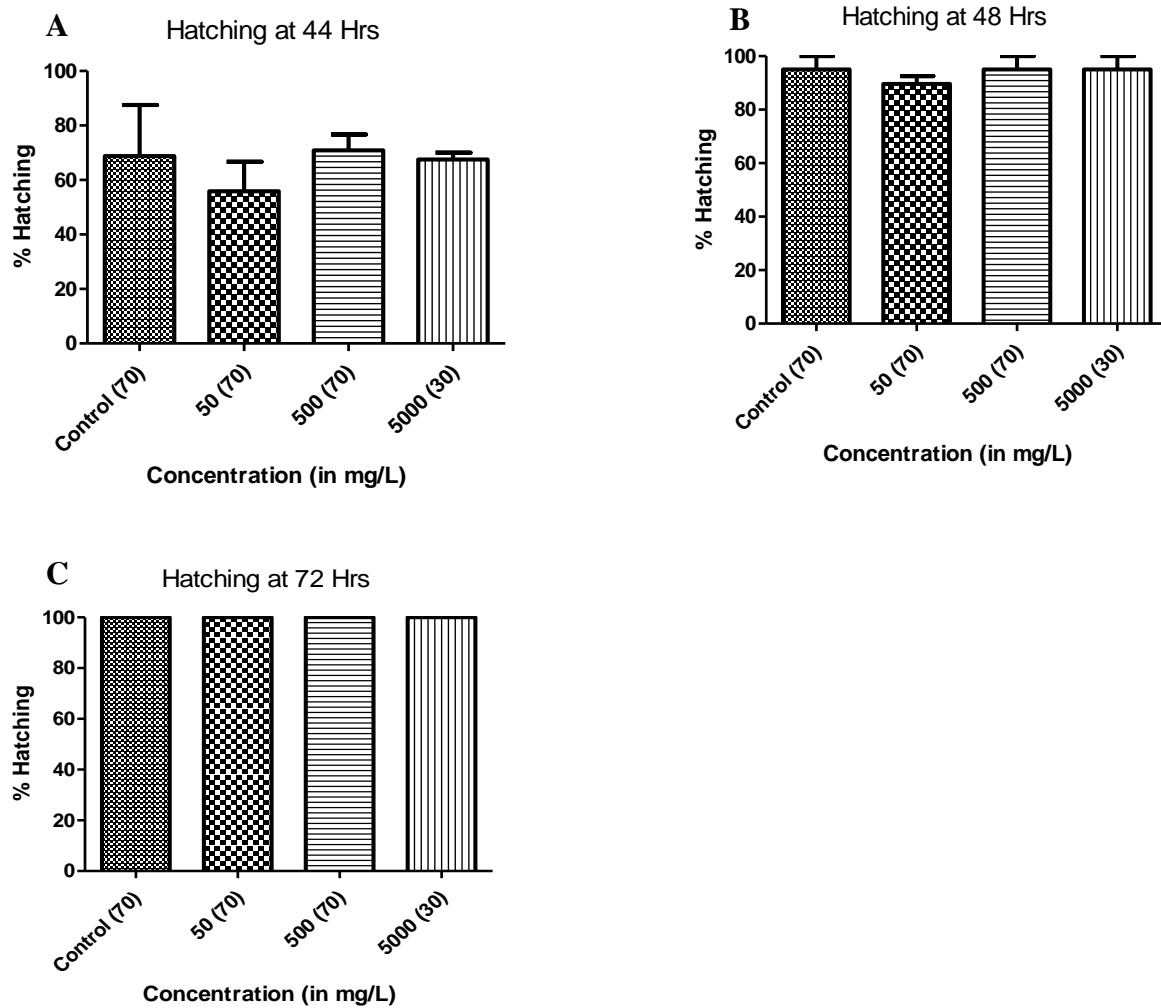 A
Hatching at 44 Hrs
% Hatching
100
80
60
40
20
0
Control (70)
50 (70)
500 (70)
5000 (30)
Concentration (in mg/L)
B
Hatching at 48 Hrs
% Hatching
100
80
60
40
20
0
Control (70)
50 (70)
500 (70)
5000 (30)
Concentration (in mg/L)
C
Hatching at 72 Hrs
% Hatching
100
80
60
40
20
0
Control (70)
50 (70)
500 (70)
5000 (30)
Concentration (in mg/L)